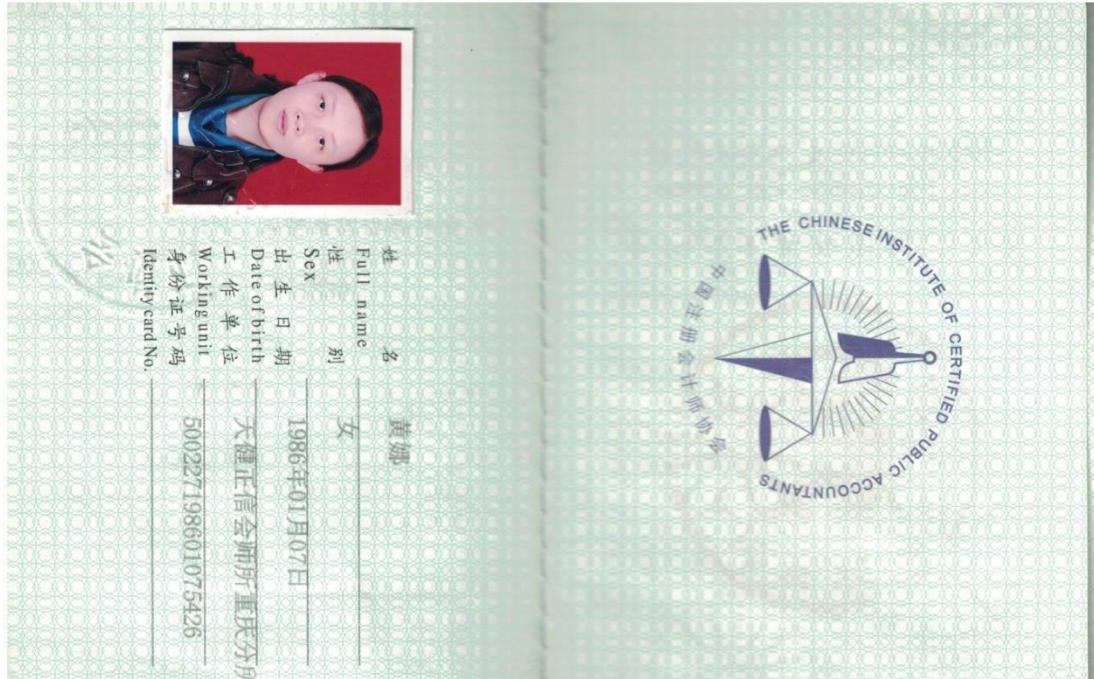 姓 名 黄娜
Full name
性 别 女
Sex
出生日期 1986年01月07日
Date of birth
工作单位 天健正信会师所重庆分所
Working unit
身份证号码 500227198601075426
Identity card No.
THE CHINESE INSTITUTE OF CERTIFIED PUBLIC ACCOUNTANTS
中国注册会计师协会